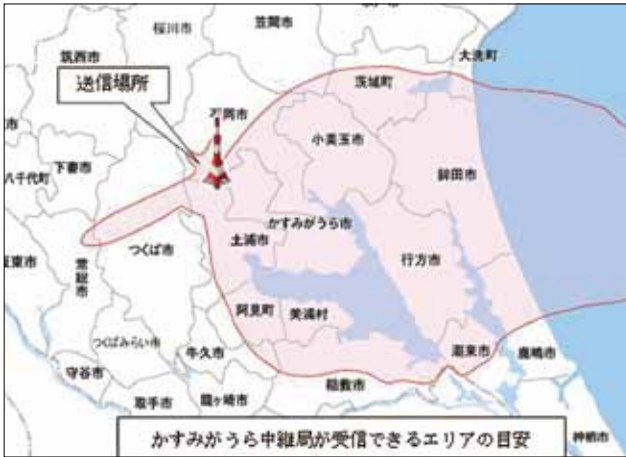 桜川市
笠間市
大洗町
筑西市
茨城町
送信場所
石岡市
小美玉市
下妻市
八千代町
鉾田市
かすみがうら市
土浦市
つくば市
行方市
坂東市
常総市
阿見町
美浦村
つくばみらい市
牛久市
潮来市
鹿嶋市
守谷市
稲敷市
取手市
龍ヶ崎市
神栖市
かすみがうら中継局が受信できるエリアの目安